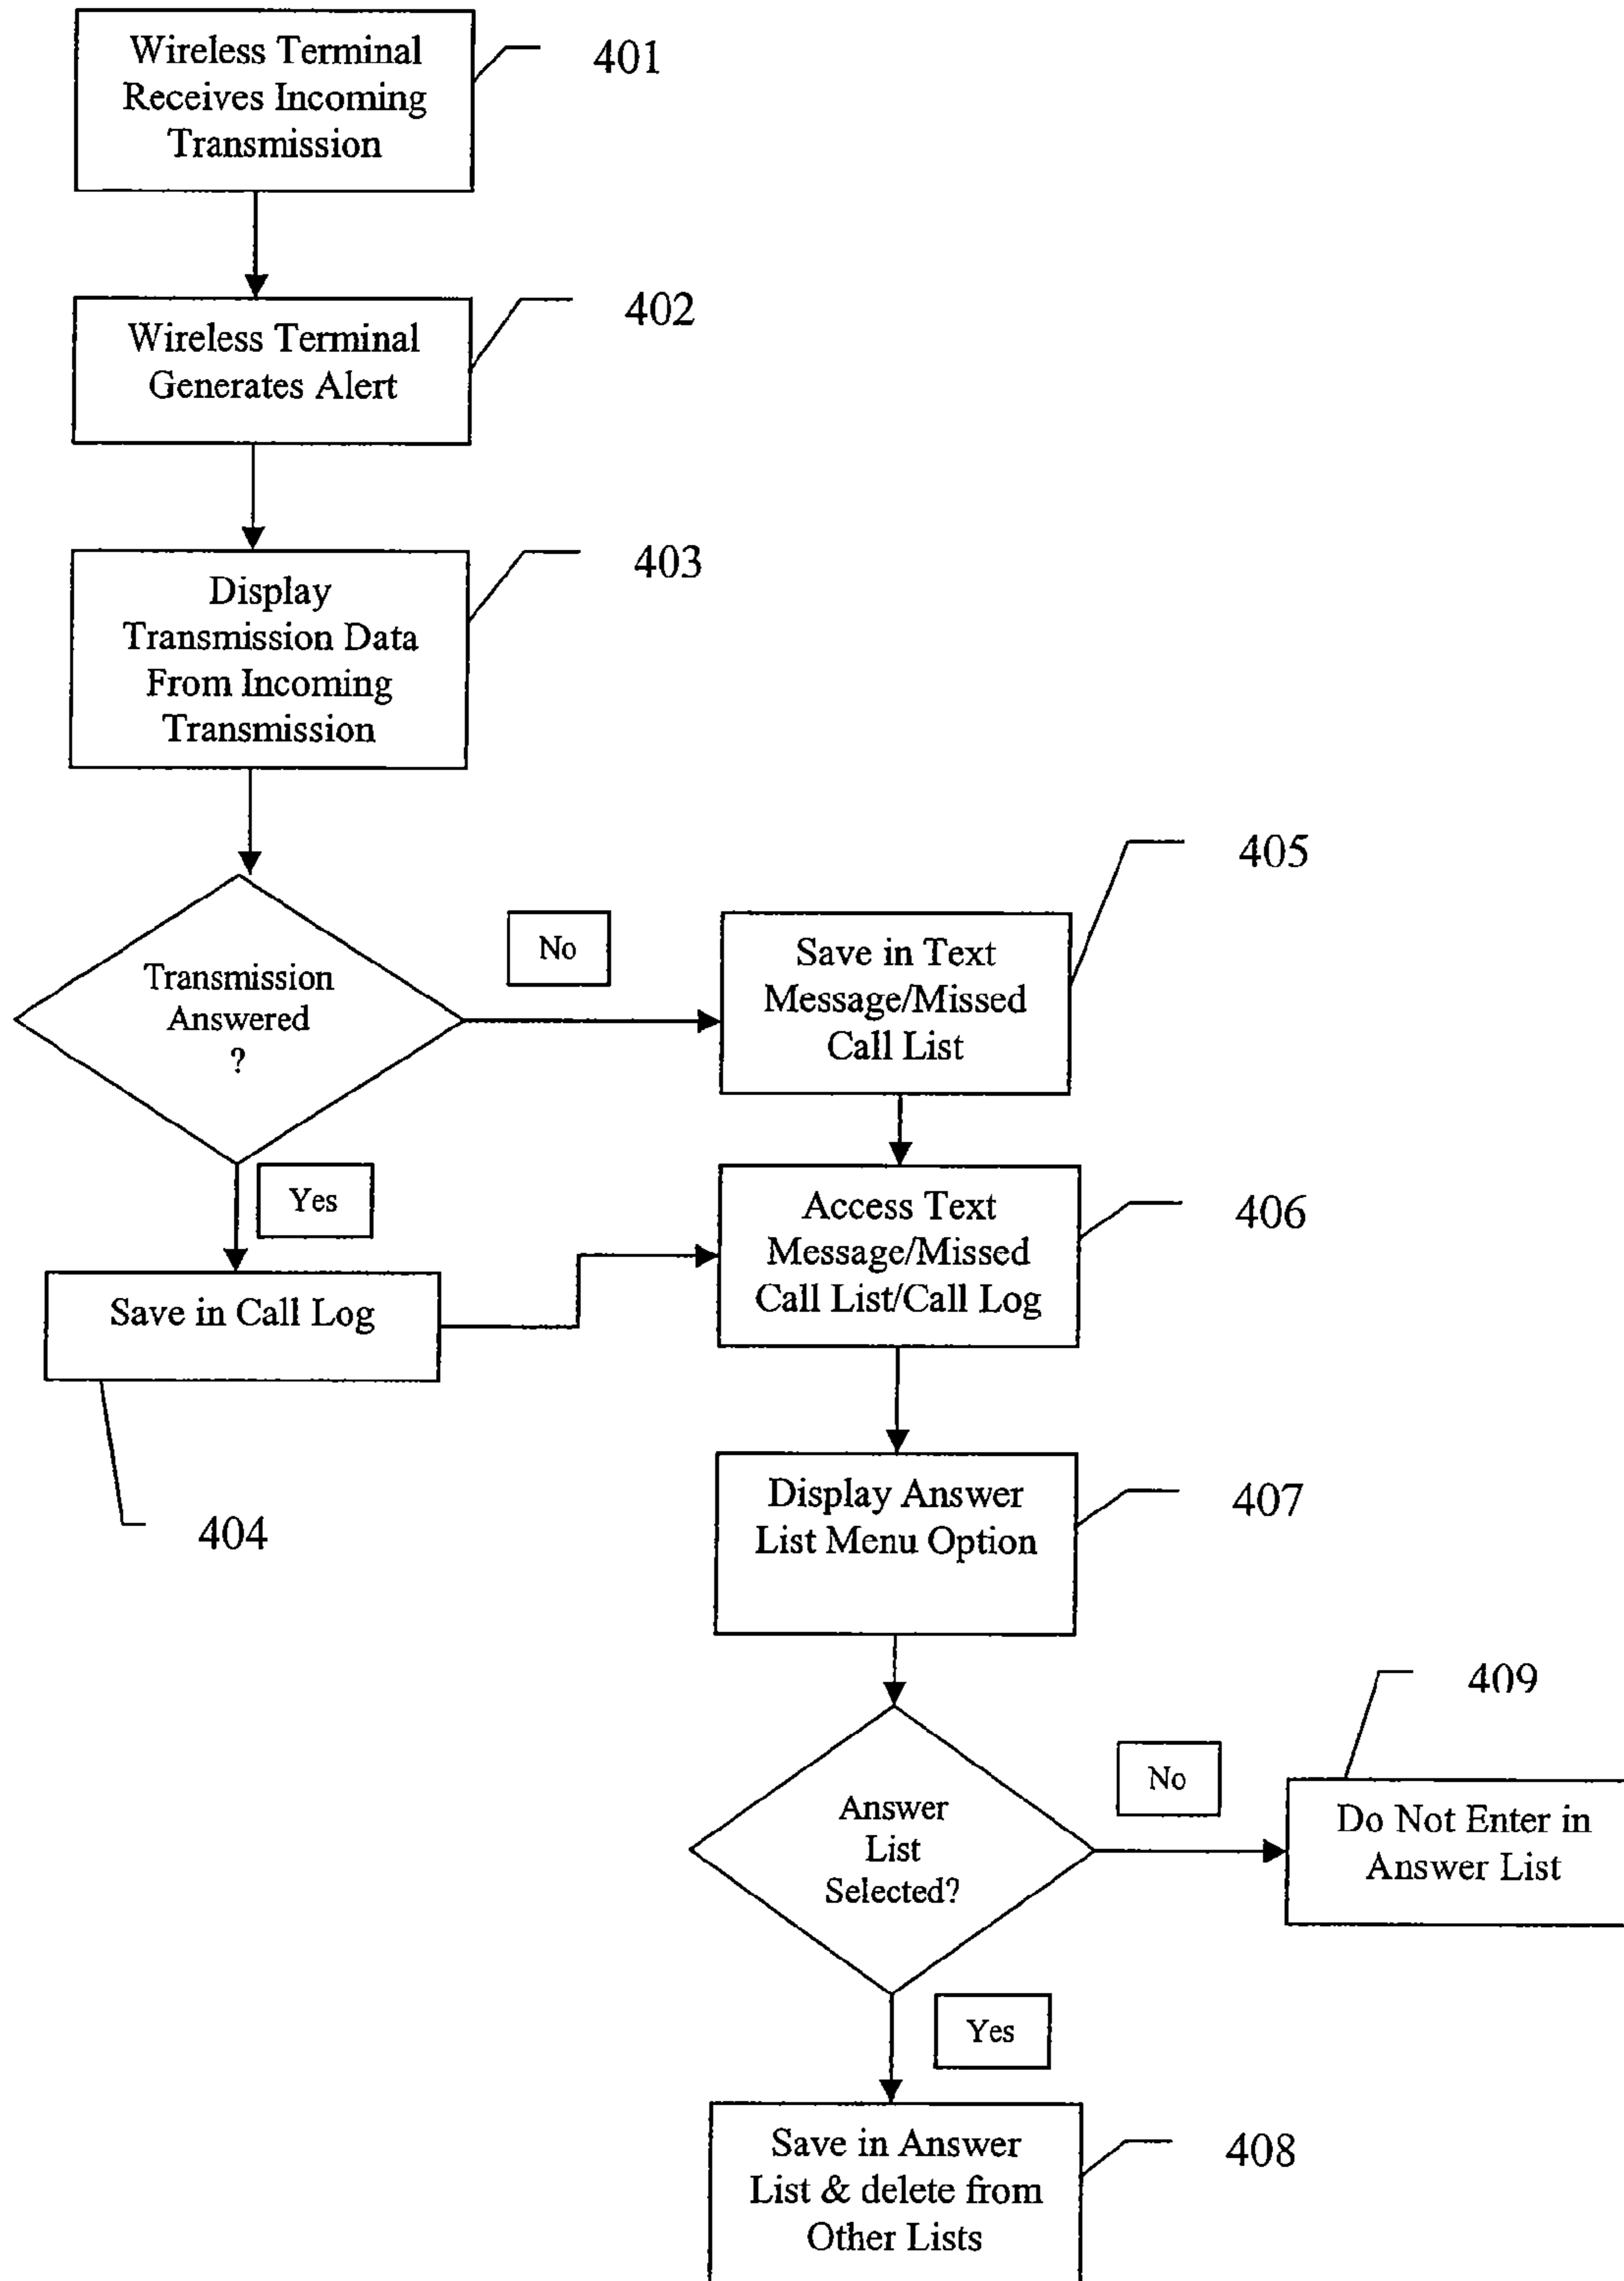 Wireless Terminal
Receives Incoming
Transmission
401
Wireless Terminal
Generates Alert
402
Display
Transmission Data
From Incoming
Transmission
403
Transmission
Answered
?
No
Save in Text
Message/Missed
Call List
405
Yes
Save in Call Log
404
Access Text
Message/Missed
Call List/Call Log
406
Display Answer
List Menu Option
407
Answer
List
Selected?
No
Do Not Enter in
Answer List
409
Yes
Save in Answer
List & delete from
Other Lists
408